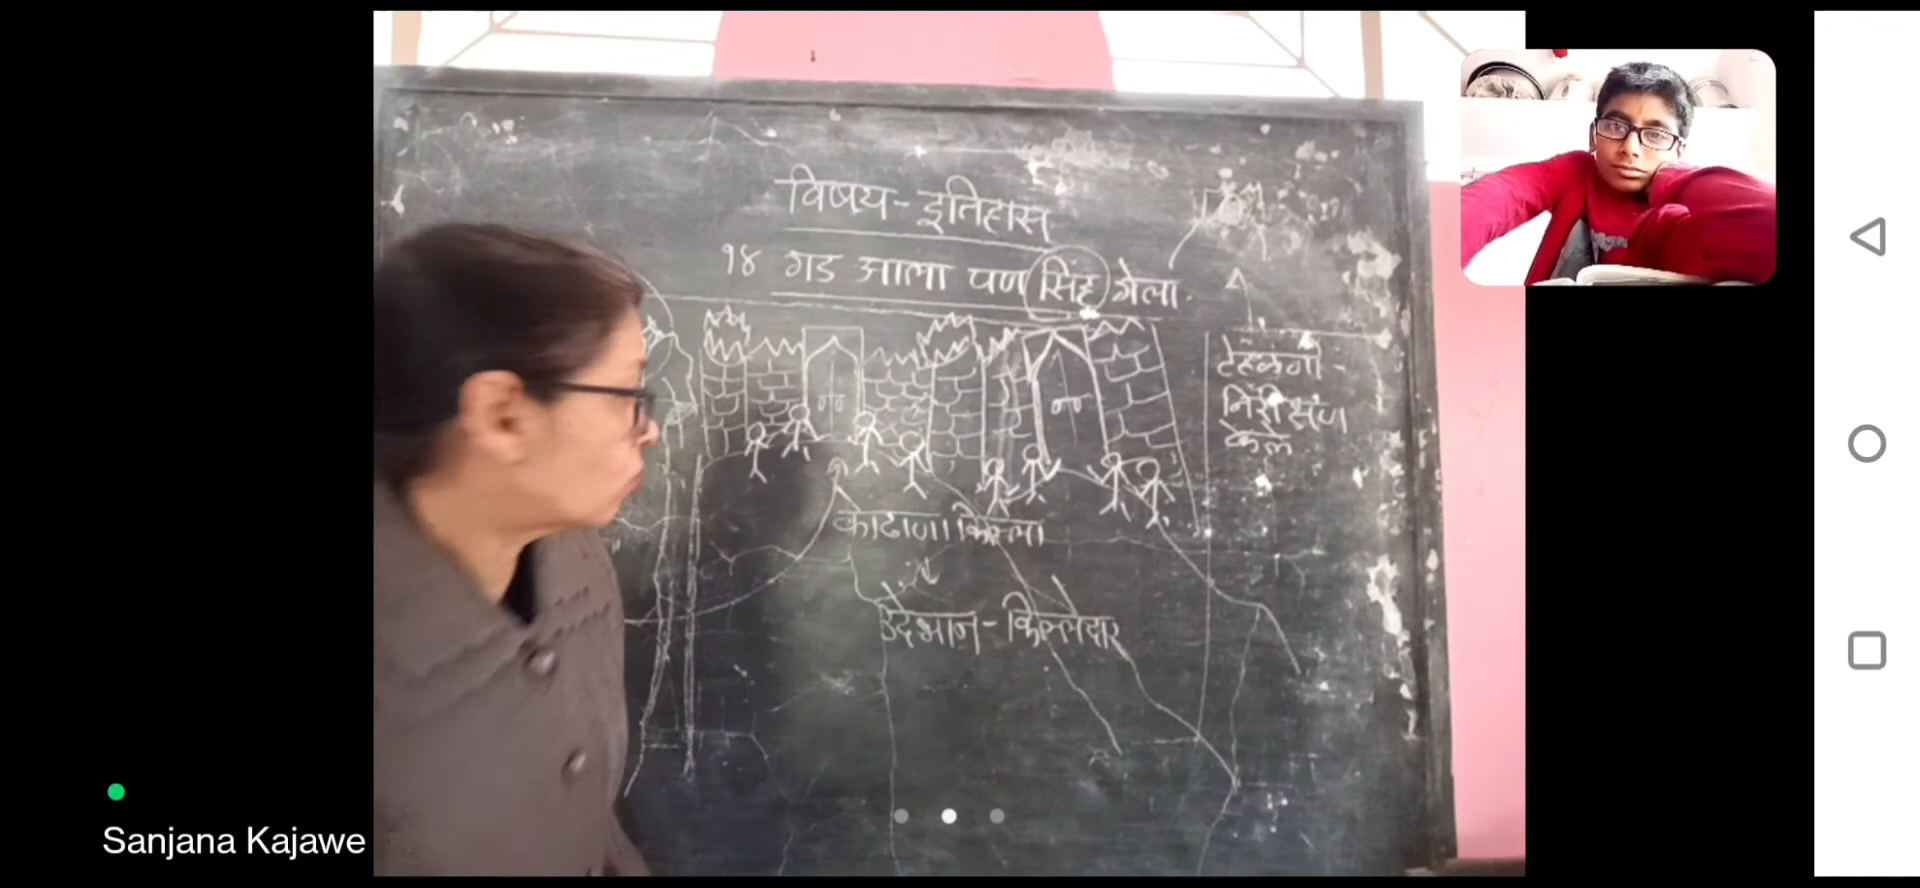 विषय - इतिहास
१४ गड आला पण सिंह गेला.
टेहळणी -
निरीक्षण
केले
कोंढाणा किल्ला
उदेभान - किल्लेदार
Sanjana Kajawe